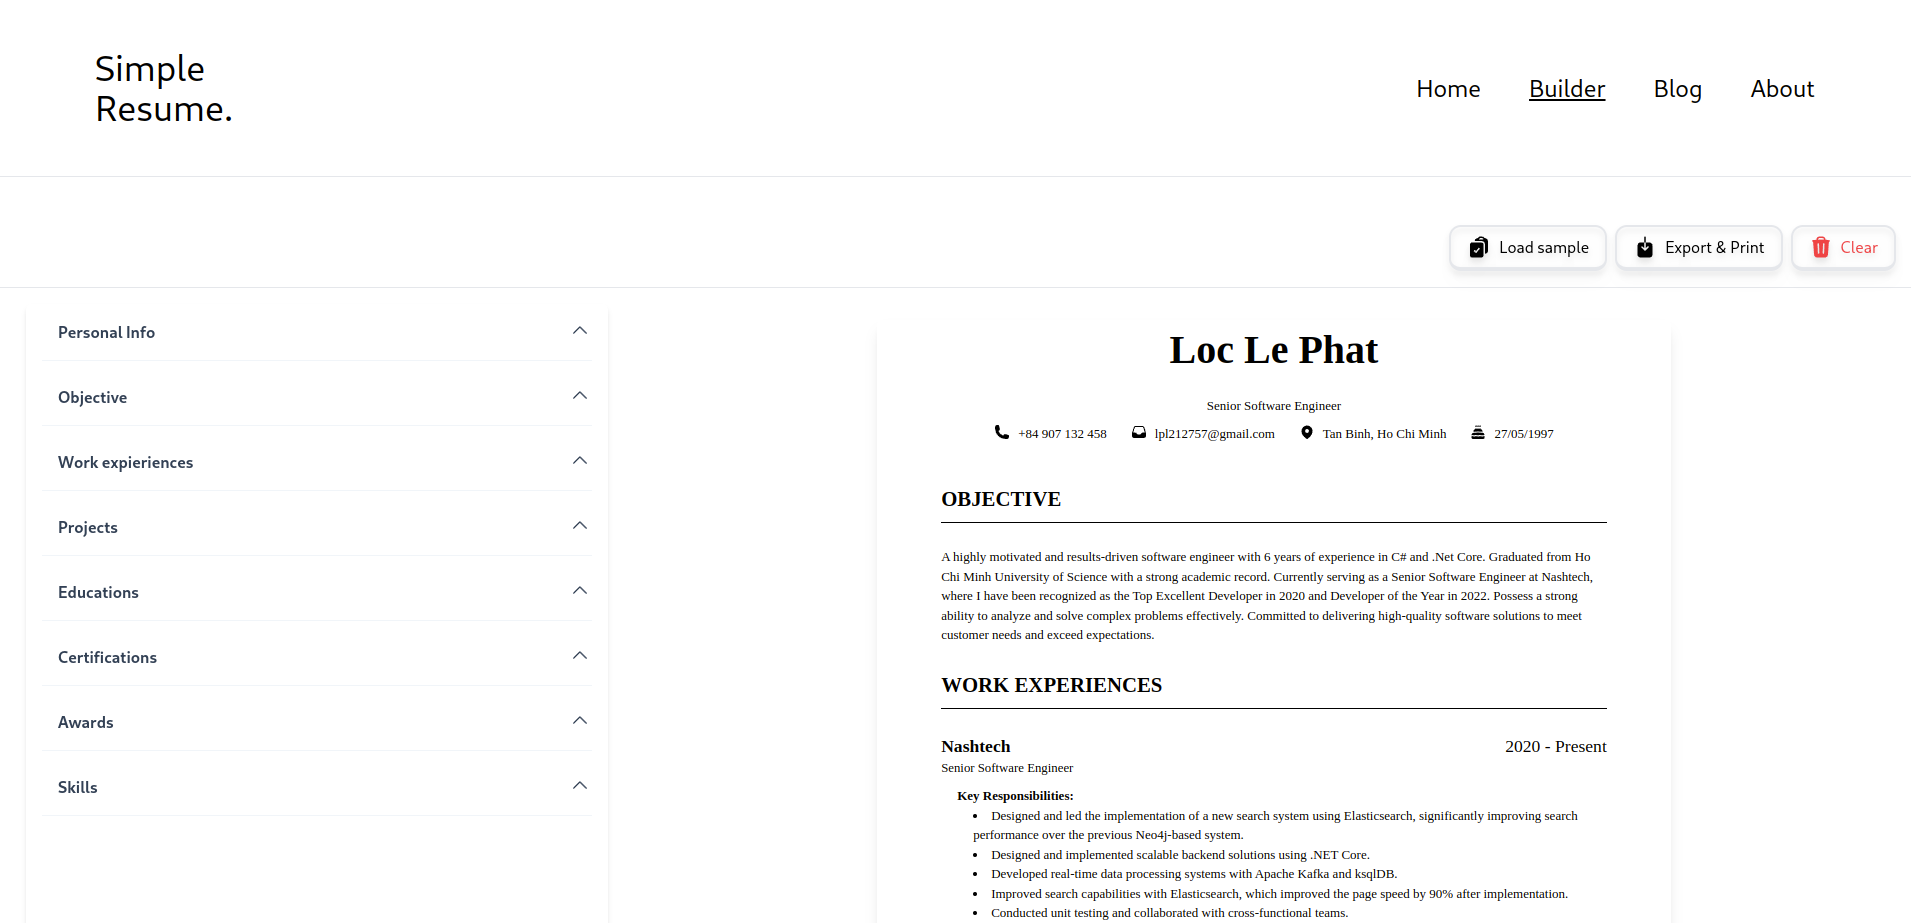 Simple
Resume.
Home Builder Blog About
Load sample Export & Print Clear
Personal Info
Objective
Work expieriences
Projects
Educations
Certifications
Awards
Skills
Loc Le Phat
Senior Software Engineer
+84 907 132 458 lpl212757@gmail.com Tan Binh, Ho Chi Minh 27/05/1997
OBJECTIVE
A highly motivated and results-driven software engineer with 6 years of experience in C# and .Net Core. Graduated from Ho
Chi Minh University of Science with a strong academic record. Currently serving as a Senior Software Engineer at Nashtech,
where I have been recognized as the Top Excellent Developer in 2020 and Developer of the Year in 2022. Possess a strong
ability to analyze and solve complex problems effectively. Committed to delivering high-quality software solutions to meet
customer needs and exceed expectations.
WORK EXPERIENCES
Nashtech 2020 - Present
Senior Software Engineer
Key Responsibilities:
• Designed and led the implementation of a new search system using Elasticsearch, significantly improving search
performance over the previous Neo4j-based system.
• Designed and implemented scalable backend solutions using .NET Core.
• Developed real-time data processing systems with Apache Kafka and ksqlDB.
• Improved search capabilities with Elasticsearch, which improved the page speed by 90% after implementation.
• Conducted unit testing and collaborated with cross-functional teams.